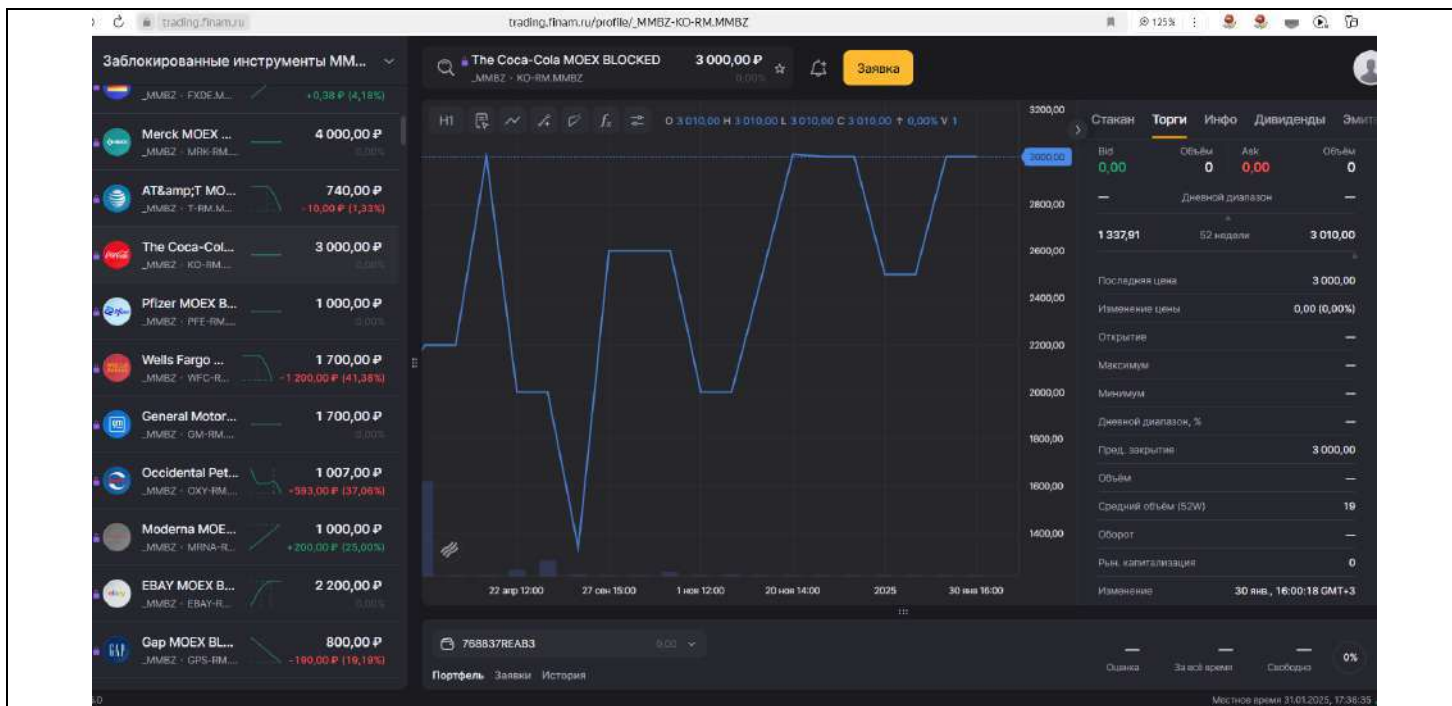 trading.finam.ru
trading.finam.ru/profile/_MMBZ-KO-RM.MMBZ
125%
Заблокированные инструменты ММ...
_MMBZ · FXDE.M...
+0,38 ₽ (4,18%)
Merck MOEX ...
4 000,00 ₽
_MMBZ · MRK-RM....
0,00%
AT&amp;T MO...
740,00 ₽
_MMBZ · T-RM.M...
-10,00 ₽ (1,33%)
The Coca-Col...
3 000,00 ₽
_MMBZ · KO-RM....
0,00%
Pfizer MOEX B...
1 000,00 ₽
_MMBZ · PFE-RM....
0,00%
Wells Fargo ...
1 700,00 ₽
_MMBZ · WFC-R...
-1 200,00 ₽ (41,38%)
General Motor...
1 700,00 ₽
_MMBZ · GM-RM....
0,00%
Occidental Pet...
1 007,00 ₽
_MMBZ · OXY-RM....
-593,00 ₽ (37,06%)
Moderna MOE...
1 000,00 ₽
_MMBZ · MRNA-R...
+200,00 ₽ (25,00%)
EBAY MOEX B...
2 200,00 ₽
_MMBZ · EBAY-R...
0,00%
Gap MOEX BL...
800,00 ₽
_MMBZ · GPS-RM....
-190,00 ₽ (19,19%)
The Coca-Cola MOEX BLOCKED
3 000,00 ₽
_MMBZ · KO-RM.MMBZ
0,00%
Заявка
H1
O 3 010,00 H 3 010,00 L 3 010,00 C 3 010,00 ↑ 0,00% V 1
3200,00
3000,00
2800,00
2600,00
2400,00
2200,00
2000,00
1800,00
1600,00
1400,00
22 апр 12:00
27 сен 15:00
1 ноя 12:00
20 ноя 14:00
2025
30 янв 16:00
Стакан Торги Инфо Дивиденды Эмит
Bid Объём Ask Объём
0,00 0 0,00 0
— Дневной диапазон —
1 337,91 52 недели 3 010,00
Последняя цена 3 000,00
Изменение цены 0,00 (0,00%)
Открытие —
Максимум —
Минимум —
Дневной диапазон, % —
Пред. закрытие 3 000,00
Объём —
Средний объём (52W) 19
Оборот —
Рын. капитализация 0
Изменение 30 янв., 16:00:18 GMT+3
768837REAB3
0,00
Портфель Заявки История
— — —
Оценка За всё время Свободно
0%
Местное время 31.01.2025, 17:36:35